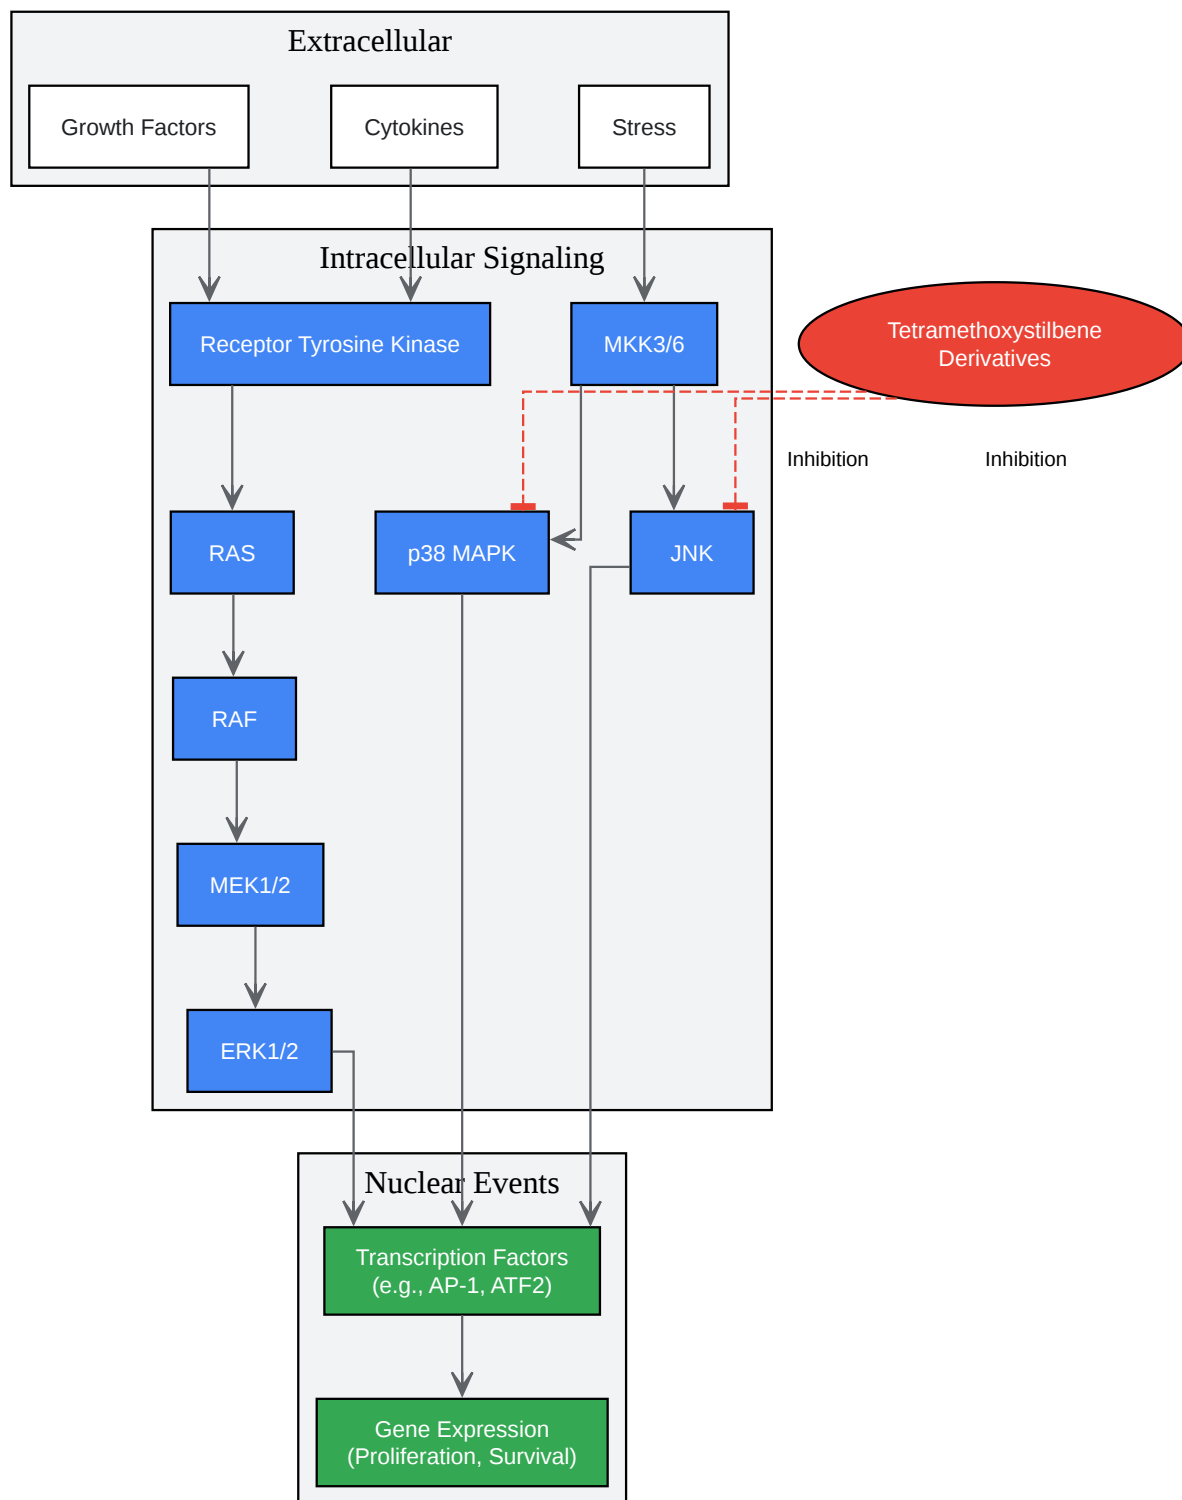 Extracellular
Growth Factors
Cytokines
Stress
Intracellular Signaling
Receptor Tyrosine Kinase
MKK3/6
Tetramethoxystilbene
Derivatives
Inhibition
Inhibition
RAS
p38 MAPK
JNK
RAF
MEK1/2
ERK1/2
Nuclear Events
Transcription Factors
(e.g., AP-1, ATF2)
Gene Expression
(Proliferation, Survival)